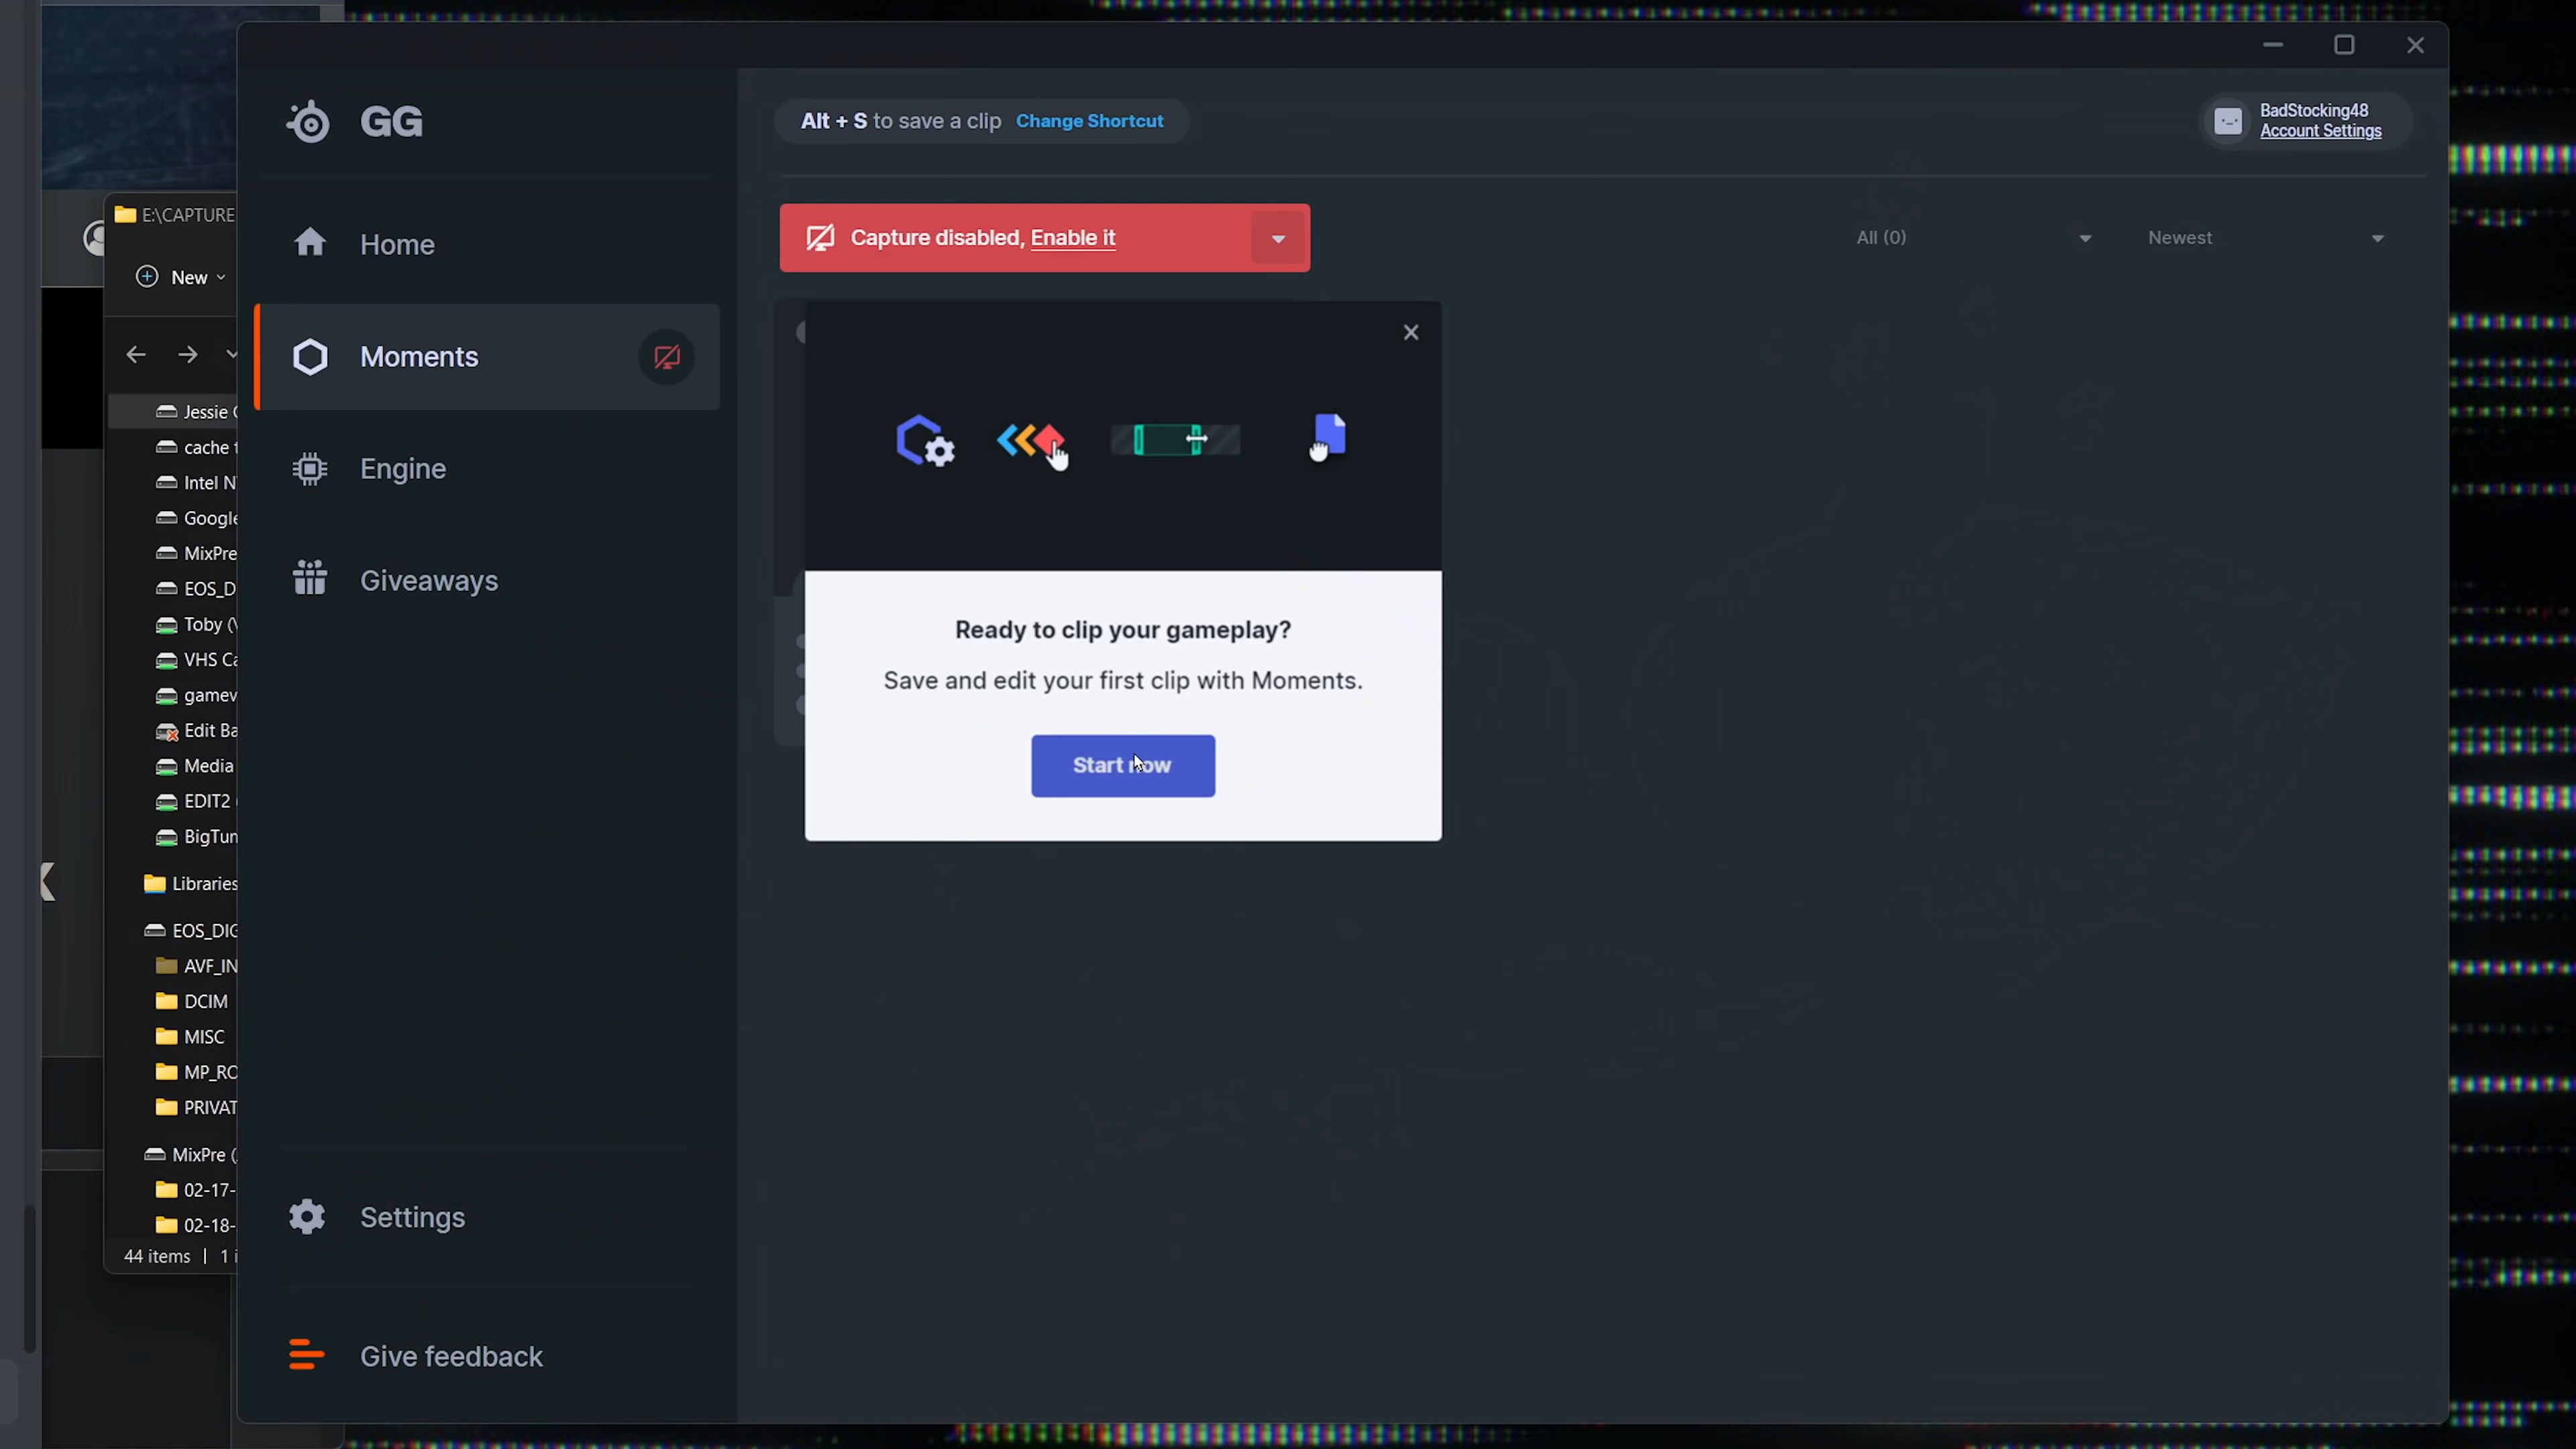 GG
Alt + S to save a clip Change Shortcut
BadStocking48
Account Settings
Home
Moments
Engine
Giveaways
Settings
Give feedback
Capture disabled, Enable it
All (0)
Newest
Ready to clip your gameplay?
Save and edit your first clip with Moments.
Start now
E:\CAPTURE
New
Jessie
cache
Intel
Google
MixPre
EOS_D
Toby
VHS
gamev
Edit Ba
Media
EDIT2
BigTun
Libraries
EOS_DIG
AVF_IN
DCIM
MISC
MP_RO
PRIVAT
MixPre (
02-17-
02-18-
44 items | 1